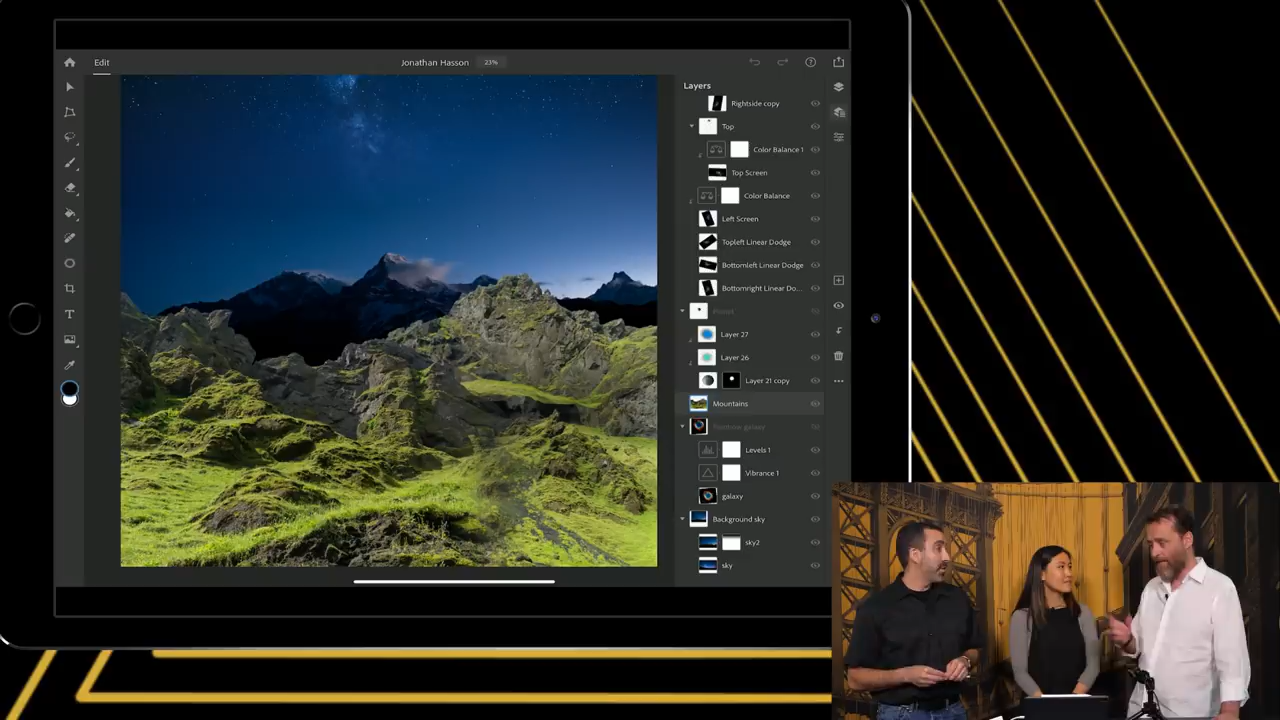 Edit
Jonathan Hasson
23%
Layers
Rightside copy
Top
Color Balance 1
Top Screen
Color Balance
Left Screen
Topleft Linear Dodge
Bottomleft Linear Dodge
Bottomright Linear Do...
Layer 27
Layer 26
Layer 21 copy
Mountains
galaxy
Levels 1
Vibrance 1
galaxy
Background sky
sky2
sky